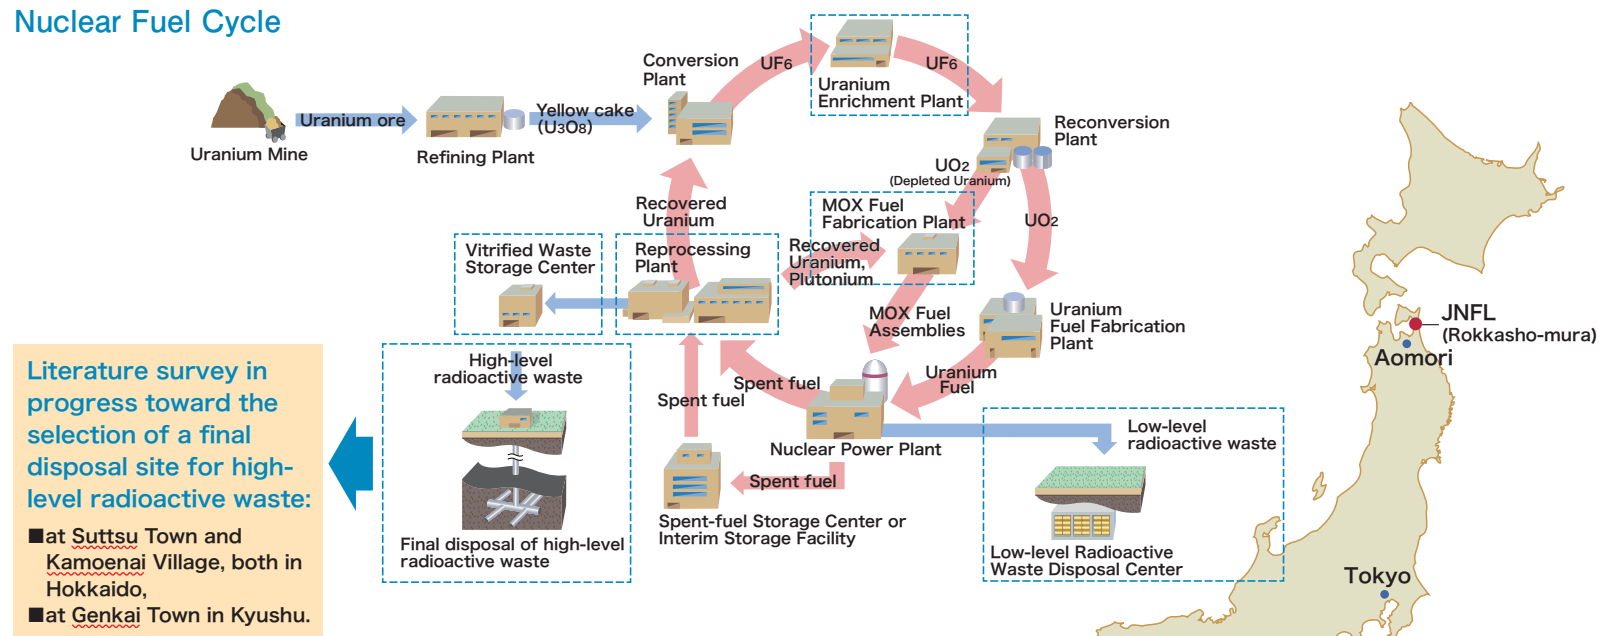 Nuclear Fuel Cycle
Uranium Mine
Uranium ore
Refining Plant
Yellow cake
(U3O8)
Conversion
Plant
UF6
Uranium
Enrichment Plant
UF6
Reconversion
Plant
UO2
(Depleted Uranium)
UO2
MOX Fuel
Fabrication Plant
Recovered
Uranium
Recovered
Uranium,
Plutonium
Vitrified Waste
Storage Center
Reprocessing
Plant
MOX Fuel
Assemblies
Uranium
Fuel Fabrication
Plant
Uranium
Fuel
Spent fuel
Spent fuel
Nuclear Power Plant
Spent fuel
Spent-fuel Storage Center or
Interim Storage Facility
High-level
radioactive waste
Final disposal of high-level
radioactive waste
Low-level
radioactive waste
Low-level Radioactive
Waste Disposal Center
Literature survey in
progress toward the
selection of a final
disposal site for high-
level radioactive waste:
■at Suttsu Town and
Kamoenai Village, both in
Hokkaido,
■at Genkai Town in Kyushu.
JNFL
(Rokkasho-mura)
Aomori
Tokyo